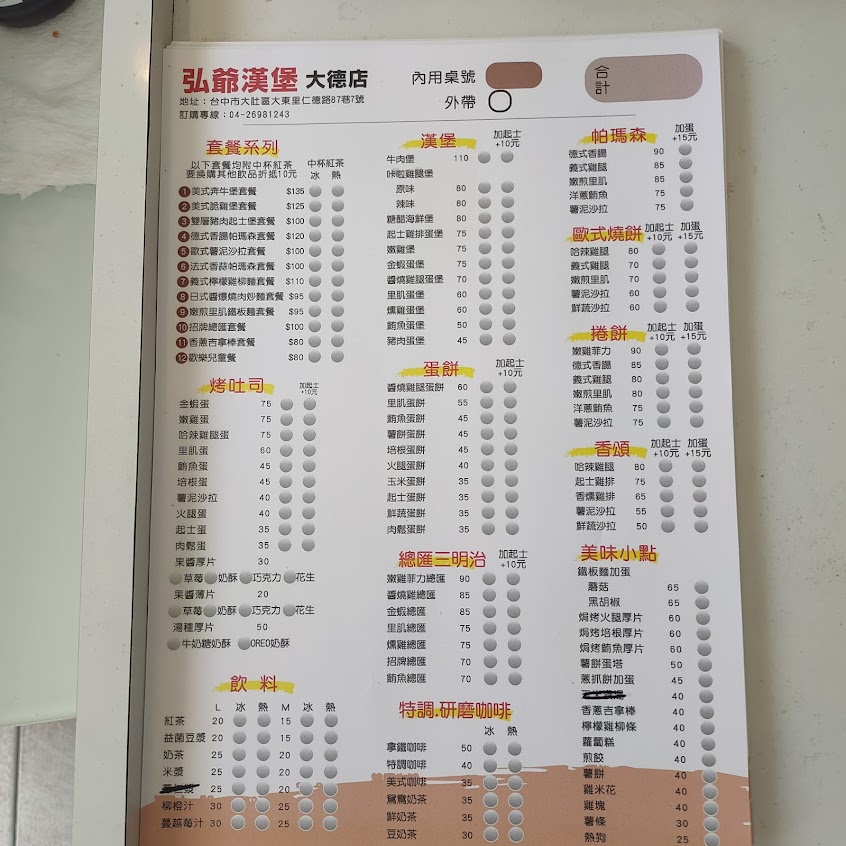 弘爺漢堡 大德店
地址：台中市大肚區大東里仁德路87巷7號
訂購專線：04-26981243
內用桌號
外帶
合計
套餐系列
以下套餐均附中杯紅茶
要換購其他飲品折抵10元
中杯紅茶
冰 熱
1 美式奔牛堡套餐 $135
2 美式脆雞堡套餐 $125
3 雙層豬肉起士堡套餐 $100
4 德式香腸帕瑪森套餐 $120
5 歐式薯泥沙拉套餐 $100
6 法式香蒜帕瑪森套餐 $100
7 義式檸檬雞柳麵套餐 $110
8 日式醬爆燒肉炒麵套餐 $95
9 嫩煎里肌鐵板麵套餐 $95
10 招牌總匯套餐 $100
11 香蔥吉拿棒套餐 $80
12 歡樂兒童餐 $80
烤吐司 加起士+10元
金蝦蛋 75
嫩雞蛋 75
哈辣雞腿蛋 75
里肌蛋 60
鮪魚蛋 45
培根蛋 45
薯泥沙拉 40
火腿蛋 40
起士蛋 35
肉鬆蛋 35
果醬厚片 30
草莓 奶酥 巧克力 花生
果醬薄片 20
草莓 奶酥 巧克力 花生
湯種厚片 50
牛奶糖奶酥 OREO奶酥
飲料
L 冰 熱 M 冰 熱
紅茶 20 15
益菌豆漿 20 15
奶茶 25 20
米漿 25 20
25 20
柳橙汁 30 25
蔓越莓汁 30 25
漢堡 加起士+10元
牛肉堡 110
咔啦雞腿堡
原味 80
辣味 80
糖醋海鮮堡 80
起士雞排蛋堡 75
嫩雞堡 75
金蝦蛋堡 75
醬燒雞腿蛋堡 70
里肌蛋堡 60
燻雞蛋堡 60
鮪魚蛋堡 50
豬肉蛋堡 45
蛋餅 加起士+10元
醬燒雞腿蛋餅 60
里肌蛋餅 55
鮪魚蛋餅 45
薯餅蛋餅 45
培根蛋餅 45
火腿蛋餅 40
玉米蛋餅 35
起士蛋餅 35
鮮蔬蛋餅 35
肉鬆蛋餅 35
總匯三明治 加起士+10元
嫩雞菲力總匯 90
醬燒雞總匯 85
金蝦總匯 85
里肌總匯 75
燻雞總匯 75
招牌總匯 70
鮪魚總匯 70
特調.研磨咖啡
冰 熱
拿鐵咖啡 50
特調咖啡 40
美式咖啡 35
鴛鴦奶茶 35
鮮奶茶 35
豆奶茶 30
帕瑪森 加蛋+15元
德式香腸 90
義式雞腿 85
嫩煎里肌 85
洋蔥鮪魚 75
薯泥沙拉 75
歐式燒餅 加起士+10元 加蛋+15元
哈辣雞腿 80
義式雞腿 70
嫩煎里肌 70
薯泥沙拉 60
鮮蔬沙拉 60
捲餅 加起士+10元 加蛋+15元
嫩雞菲力 90
德式香腸 85
義式雞腿 80
嫩煎里肌 80
洋蔥鮪魚 75
薯泥沙拉 75
香頌 加起士+10元 加蛋+15元
哈辣雞腿 80
起士雞排 75
香燻雞排 65
薯泥沙拉 55
鮮蔬沙拉 50
美味小點
鐵板麵加蛋
蘑菇 65
黑胡椒 65
焗烤火腿厚片 60
焗烤培根厚片 60
焗烤鮪魚厚片 60
薯餅蛋塔 50
蔥抓餅加蛋 45
40
香蔥吉拿棒 40
檸檬雞柳條 40
蘿蔔糕 40
煎餃 40
薯餅 40
雞米花 40
雞塊 40
薯條 30
熱狗 25